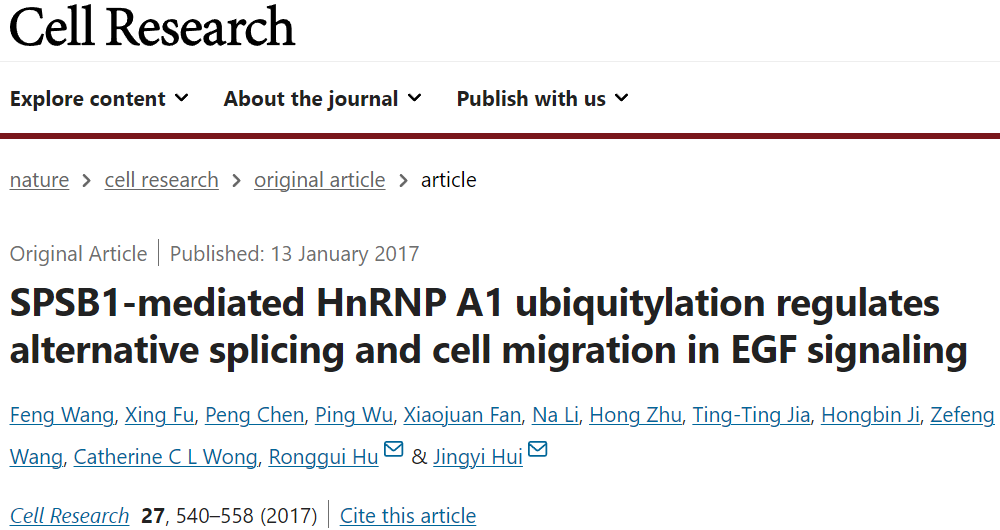 Cell Research
Explore content About the journal Publish with us
nature > cell research > original article > article
Original Article | Published: 13 January 2017
SPSB1-mediated HnRNP A1 ubiquitylation regulates
alternative splicing and cell migration in EGF signaling
Feng Wang, Xing Fu, Peng Chen, Ping Wu, Xiaojuan Fan, Na Li, Hong Zhu, Ting-Ting Jia, Hongbin Ji, Zefeng
Wang, Catherine C L Wong, Ronggui Hu & Jingyi Hui
Cell Research 27, 540–558 (2017) | Cite this article